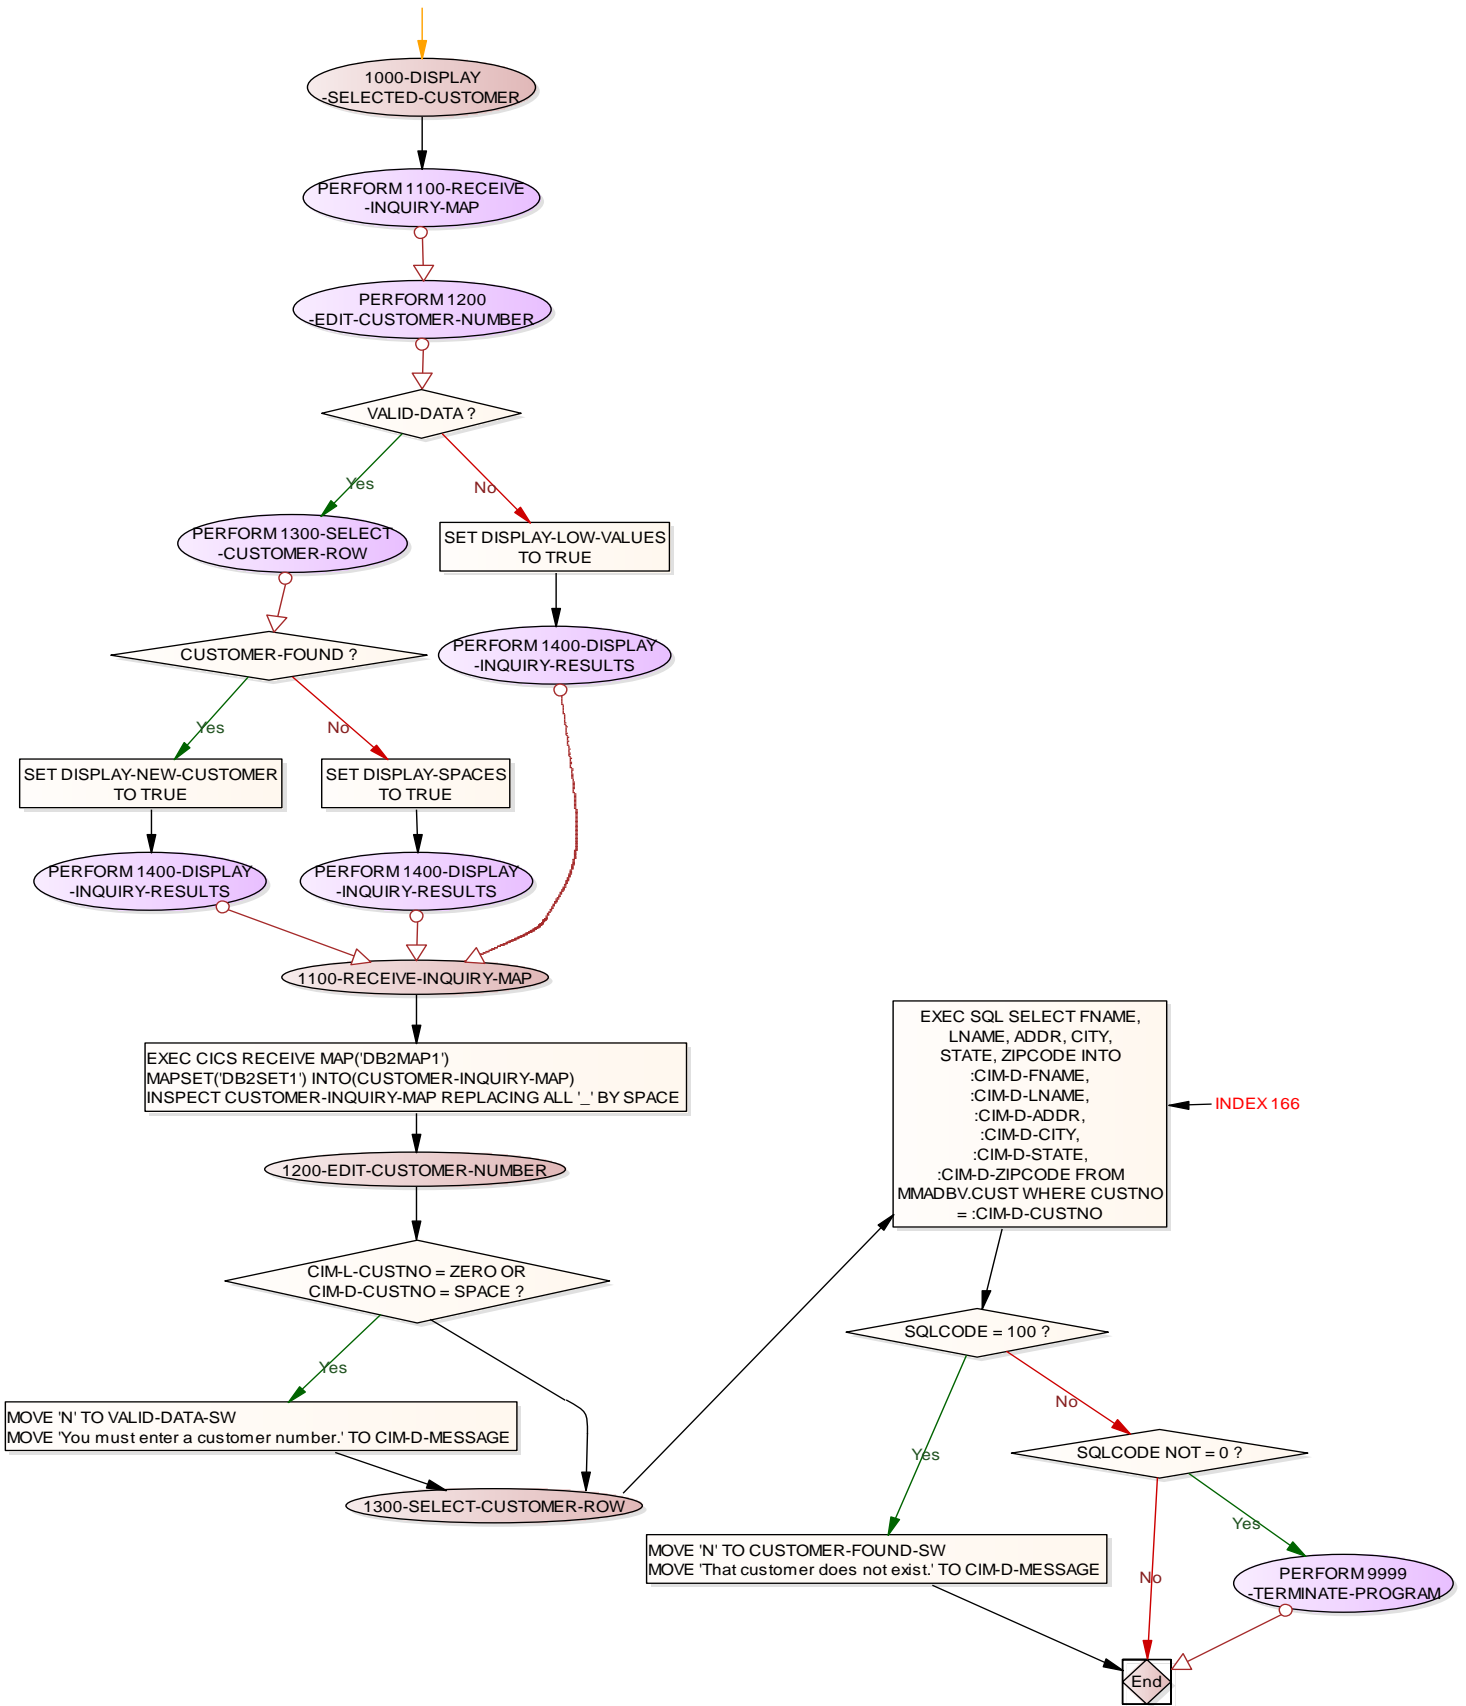 1000-DISPLAY
-SELECTED-CUSTOMER
PERFORM 1100-RECEIVE
-INQUIRY-MAP
PERFORM 1200
-EDIT-CUSTOMER-NUMBER
VALID-DATA ?
Yes
No
PERFORM 1300-SELECT
-CUSTOMER-ROW
SET DISPLAY-LOW-VALUES
TO TRUE
CUSTOMER-FOUND ?
PERFORM 1400-DISPLAY
-INQUIRY-RESULTS
Yes
No
SET DISPLAY-NEW-CUSTOMER
TO TRUE
SET DISPLAY-SPACES
TO TRUE
PERFORM 1400-DISPLAY
-INQUIRY-RESULTS
PERFORM 1400-DISPLAY
-INQUIRY-RESULTS
1100-RECEIVE-INQUIRY-MAP
EXEC CICS RECEIVE MAP('DB2MAP1')
MAPSET('DB2SET1') INTO(CUSTOMER-INQUIRY-MAP)
INSPECT CUSTOMER-INQUIRY-MAP REPLACING ALL '_' BY SPACE
1200-EDIT-CUSTOMER-NUMBER
CIM-L-CUSTNO = ZERO OR
CIM-D-CUSTNO = SPACE ?
Yes
MOVE 'N' TO VALID-DATA-SW
MOVE 'You must enter a customer number.' TO CIM-D-MESSAGE
1300-SELECT-CUSTOMER-ROW
EXEC SQL SELECT FNAME,
LNAME, ADDR, CITY,
STATE, ZIPCODE INTO
:CIM-D-FNAME,
:CIM-D-LNAME,
:CIM-D-ADDR,
:CIM-D-CITY,
:CIM-D-STATE,
:CIM-D-ZIPCODE FROM
MMADBV.CUST WHERE CUSTNO
= :CIM-D-CUSTNO
INDEX 166
SQLCODE = 100 ?
No
Yes
SQLCODE NOT = 0 ?
Yes
No
MOVE 'N' TO CUSTOMER-FOUND-SW
MOVE 'That customer does not exist.' TO CIM-D-MESSAGE
PERFORM 9999
-TERMINATE-PROGRAM
End